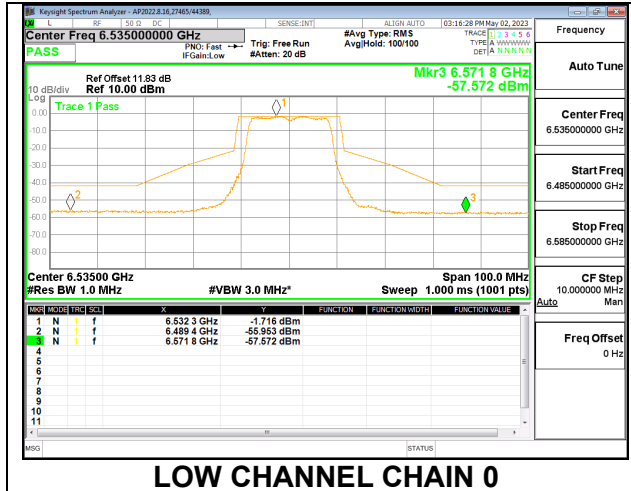 Keysight Spectrum Analyzer - AP2022.8.16,27465/44389,
L RF 50 Ω DC SENSE:INT ALIGN AUTO 03:16:28 PM May 02, 2023
Center Freq 6.535000000 GHz #Avg Type: RMS TRACE 1 2 3 4 5 6
PASS PNO: Fast Trig: Free Run Avg|Hold: 100/100 TYPE A WWWWW
IFGain:Low #Atten: 20 dB DET A N N N N N
Frequency
Auto Tune
Center Freq
6.535000000 GHz
Start Freq
6.485000000 GHz
Stop Freq
6.585000000 GHz
CF Step
10.000000 MHz
Auto Man
Freq Offset
0 Hz
Ref Offset 11.83 dB Mkr3 6.571 8 GHz
10 dB/div Ref 10.00 dBm -57.572 dBm
Log
Trace 1 Pass
1
0.00
-10.0
-20.0
-30.0
-40.0
2
3
-50.0
-60.0
-70.0
-80.0
Center 6.53500 GHz Span 100.0 MHz
#Res BW 1.0 MHz #VBW 3.0 MHz* Sweep 1.000 ms (1001 pts)
MKR MODE TRC SCL X Y FUNCTION FUNCTION WIDTH FUNCTION VALUE
1 N 1 f 6.532 3 GHz -1.716 dBm
2 N 1 f 6.489 4 GHz -55.953 dBm
3 N 1 f 6.571 8 GHz -57.572 dBm
4
5
6
7
8
9
10
11
MSG STATUS
LOW CHANNEL CHAIN 0